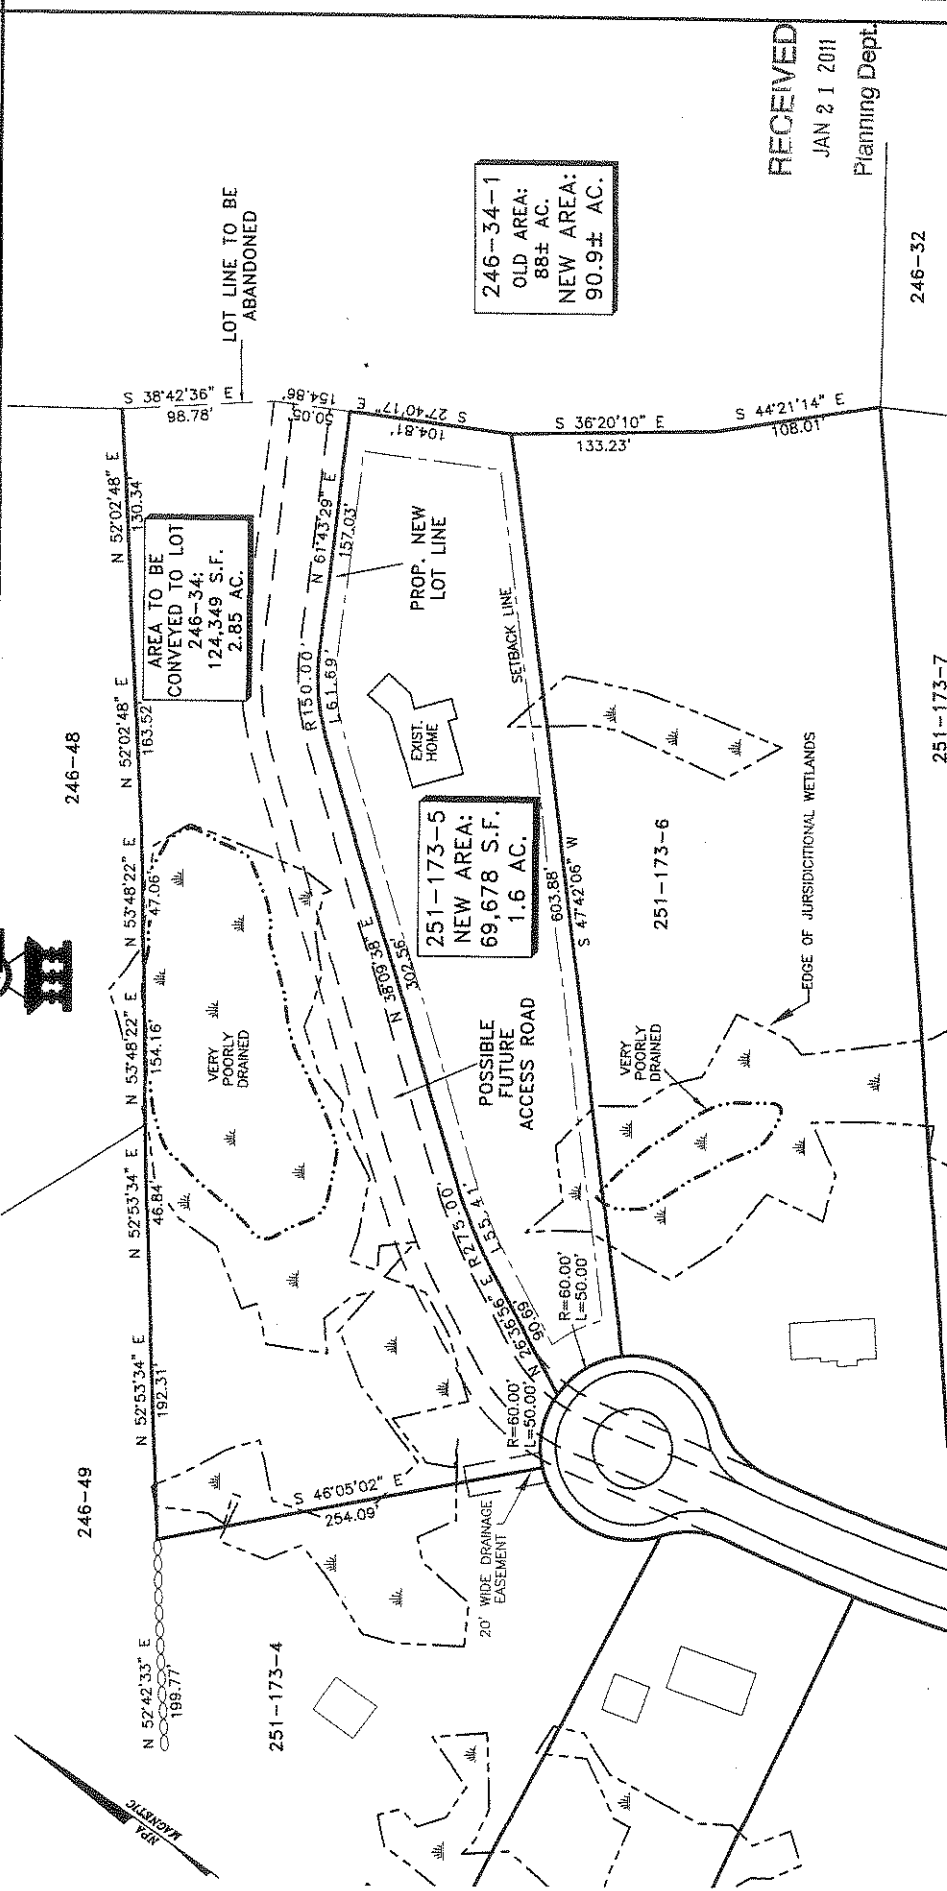 RECEIVED
JAN 21 2011
Planning Dept.
LOT LINE TO BE
ABANDONED
246-34-1
OLD AREA:
88± AC.
NEW AREA:
90.9± AC.
246-32
S 38°42'36" E
98.78'
154.86'
50.05'
S 27°40'17" E
104.81'
S 36°20'10" E
133.23'
S 44°21'14" E
108.01'
N 52°02'48" E
130.34'
AREA TO BE
CONVEYED TO LOT
246-34:
124,349 S.F.
2.85 AC.
N 61°43'29" E
157.03'
PROP. NEW
LOT LINE
R150.00'
L61.69'
SETBACK LINE
EXIST.
HOME
246-48
N 52°02'48" E
163.52'
251-173-5
NEW AREA:
69,678 S.F.
1.6 AC.
603.88'
S 47°42'06" W
251-173-6
251-173-7
EDGE OF JURSIDICITIONAL WETLANDS
N 53°48'22" E
47.06'
N 53°48'22" E
154.16'
VERY
POORLY
DRAINED
N 38°09'38" E
302.56'
POSSIBLE
FUTURE
ACCESS ROAD
VERY
POORLY
DRAINED
N 52°53'34" E
46.84'
R275.00'
L55.41'
N 26°36'56" E
90.69'
R=60.00'
L=50.00'
R=60.00'
L=50.00'
N 52°53'34" E
192.31'
246-49
S 46°05'02" E
254.09'
20' WIDE DRAINAGE
EASEMENT
N 52°42'33" E
199.77'
251-173-4
NPA
MAGNETIC